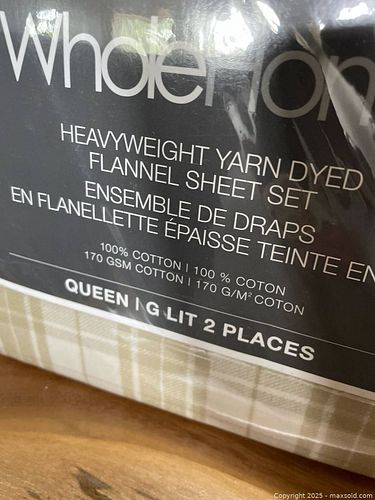 WholeHom
HEAVYWEIGHT YARN DYED
FLANNEL SHEET SET
ENSEMBLE DE DRAPS
EN FLANELLETTE ÉPAISSE TEINTE EN
100% COTTON | 100 % COTON
170 GSM COTTON | 170 G/M² COTON
QUEEN | G LIT 2 PLACES
Copyright 2025 - maxsold.com